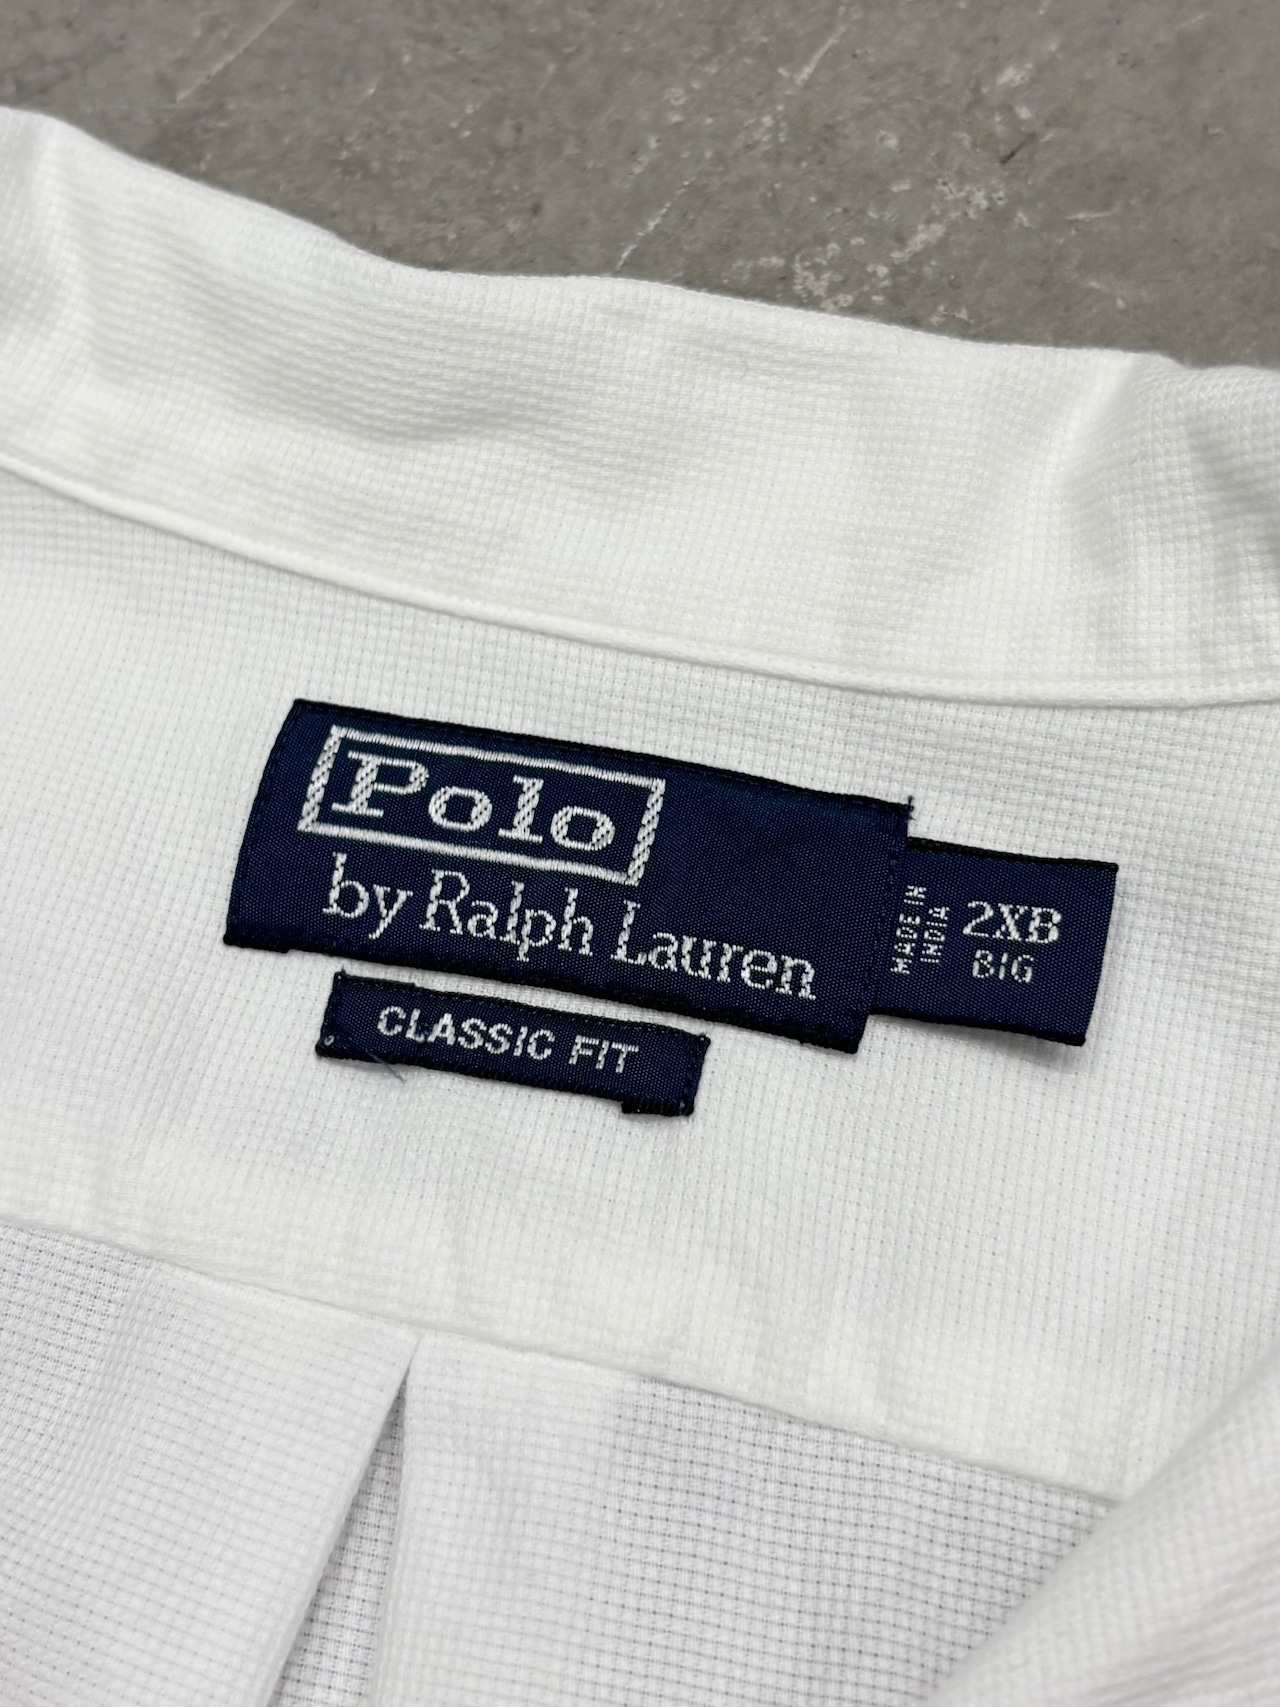 Polo
by Ralph Lauren
MADE IN
INDIA
2XB
BIG
CLASSIC FIT